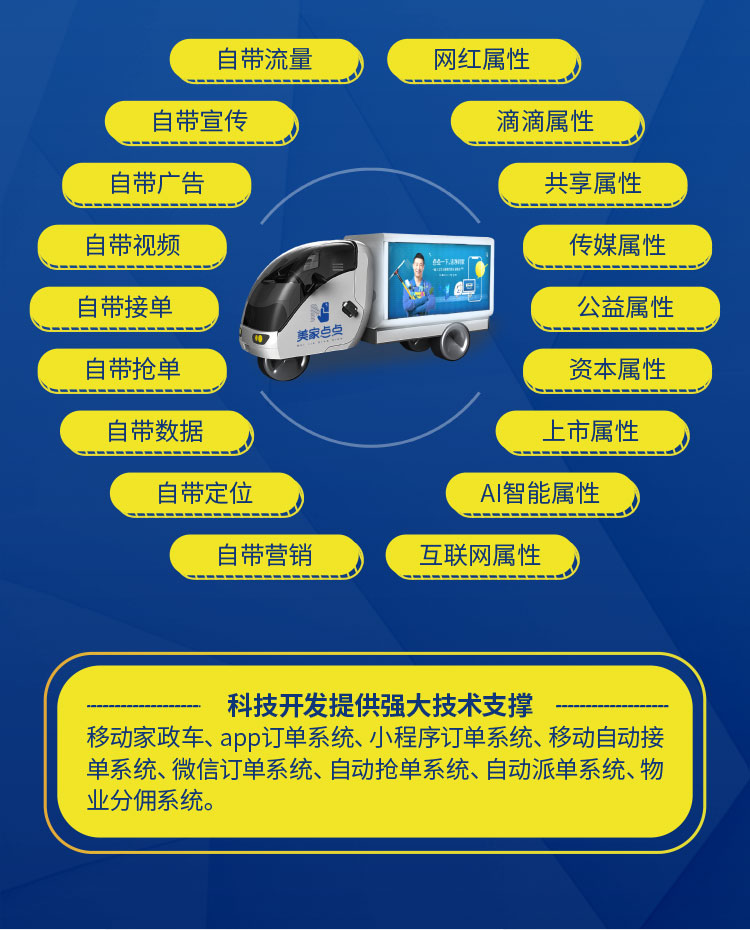 自带流量 网红属性
自带宣传 滴滴属性
自带广告 共享属性
自带视频 传媒属性
自带接单 公益属性
自带抢单 资本属性
自带数据 上市属性
自带定位 AI智能属性
自带营销 互联网属性
美家点点
科技开发提供强大技术支撑
移动家政车、app订单系统、小程序订单系统、移动自动接
单系统、微信订单系统、自动抢单系统、自动派单系统、物
业分佣系统。